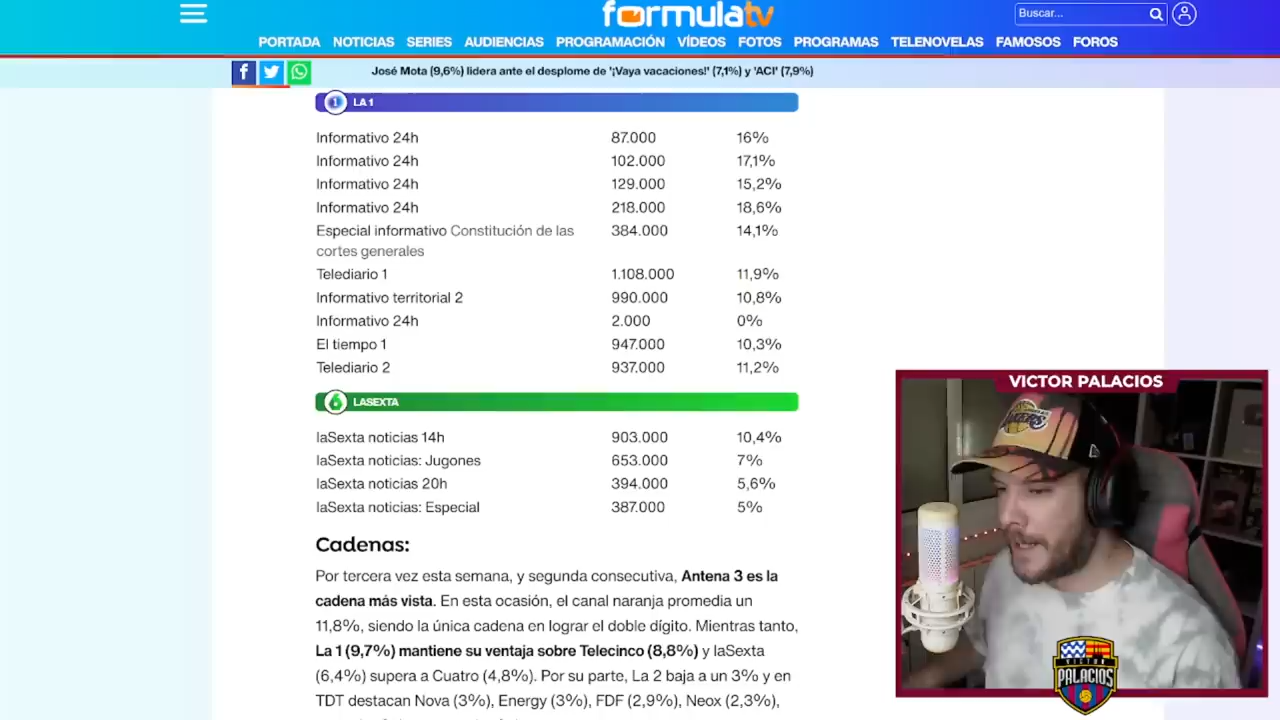 formulatv
Buscar...
PORTADA NOTICIAS SERIES AUDIENCIAS PROGRAMACIÓN VÍDEOS FOTOS PROGRAMAS TELENOVELAS FAMOSOS FOROS
José Mota (9,6%) lidera ante el desplome de '¡Vaya vacaciones!' (7,1%) y 'ACI' (7,9%)
1 LA 1
Informativo 24h 87.000 16%
Informativo 24h 102.000 17,1%
Informativo 24h 129.000 15,2%
Informativo 24h 218.000 18,6%
Especial informativo Constitución de las 384.000 14,1%
cortes generales
Telediario 1 1.108.000 11,9%
Informativo territorial 2 990.000 10,8%
Informativo 24h 2.000 0%
El tiempo 1 947.000 10,3%
Telediario 2 937.000 11,2%
6 LASEXTA
laSexta noticias 14h 903.000 10,4%
laSexta noticias: Jugones 653.000 7%
laSexta noticias 20h 394.000 5,6%
laSexta noticias: Especial 387.000 5%
Cadenas:
Por tercera vez esta semana, y segunda consecutiva, Antena 3 es la
cadena más vista. En esta ocasión, el canal naranja promedia un
11,8%, siendo la única cadena en lograr el doble dígito. Mientras tanto,
La 1 (9,7%) mantiene su ventaja sobre Telecinco (8,8%) y laSexta
(6,4%) supera a Cuatro (4,8%). Por su parte, La 2 baja a un 3% y en
TDT destacan Nova (3%), Energy (3%), FDF (2,9%), Neox (2,3%),
VICTOR PALACIOS
LAKERS
VICTOR
PALACIOS